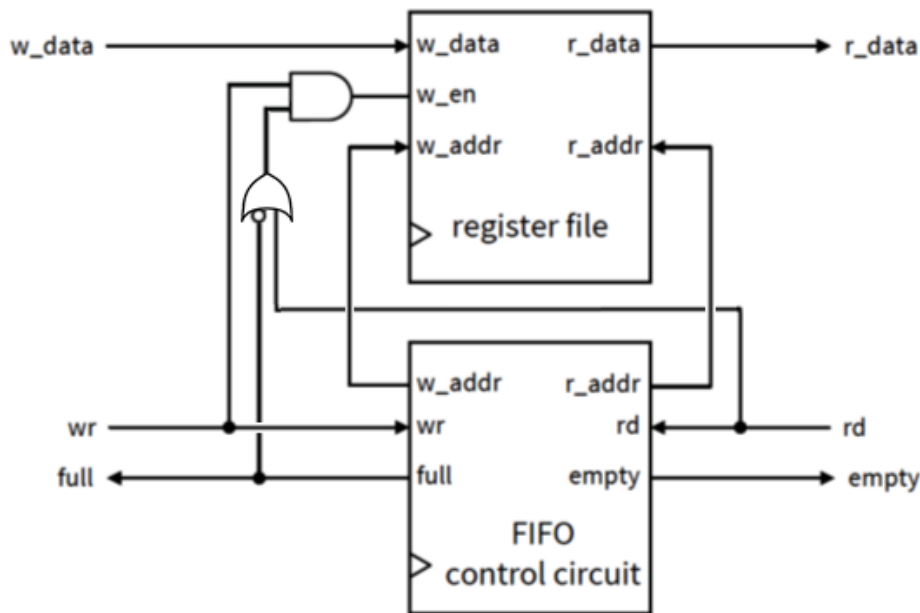 w_data
w_data
r_data
r_data
w_en
w_addr
r_addr
register file
w_addr
r_addr
wr
wr
rd
rd
full
full
empty
empty
FIFO
control circuit